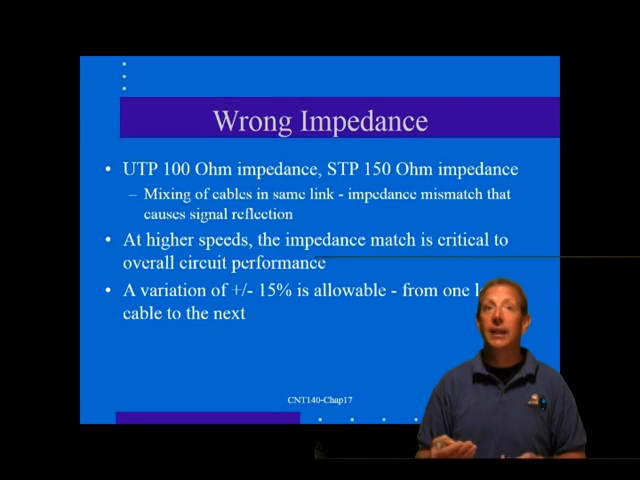 Wrong Impedance
• UTP 100 Ohm impedance, STP 150 Ohm impedance
– Mixing of cables in same link - impedance mismatch that
causes signal reflection
• At higher speeds, the impedance match is critical to
overall circuit performance
• A variation of +/- 15% is allowable - from one
cable to the next
CNT140-Chap17